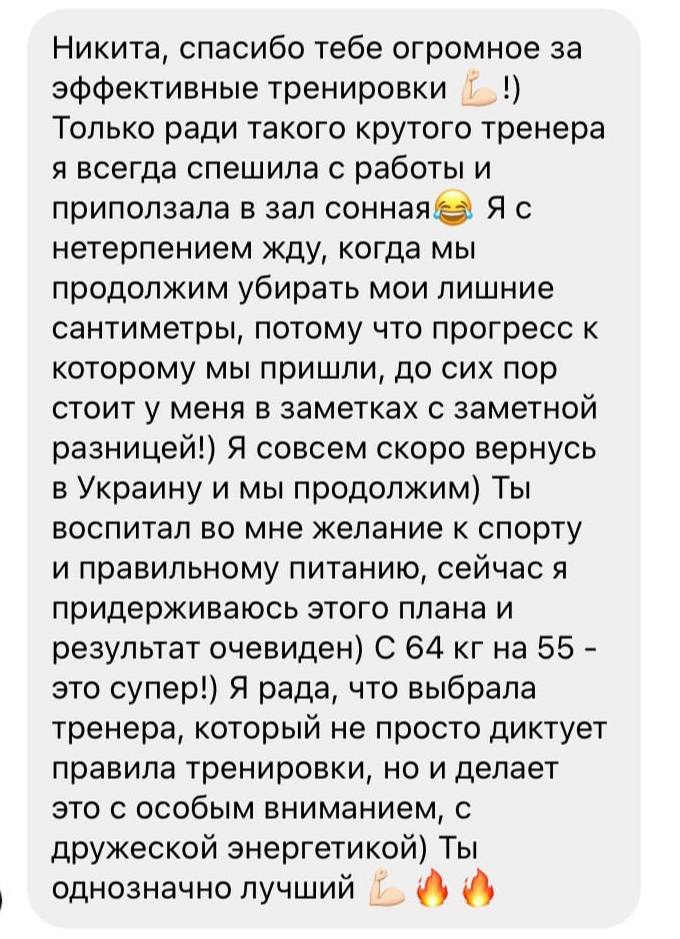 Никита, спасибо тебе огромное за
эффективные тренировки 💪🏻!)
Только ради такого крутого тренера
я всегда спешила с работы и
приползала в зал сонная😂 Я с
нетерпением жду, когда мы
продолжим убирать мои лишние
сантиметры, потому что прогресс к
которому мы пришли, до сих пор
стоит у меня в заметках с заметной
разницей!) Я совсем скоро вернусь
в Украину и мы продолжим) Ты
воспитал во мне желание к спорту
и правильному питанию, сейчас я
придерживаюсь этого плана и
результат очевиден) С 64 кг на 55 -
это супер!) Я рада, что выбрала
тренера, который не просто диктует
правила тренировки, но и делает
это с особым вниманием, с
дружеской энергетикой) Ты
однозначно лучший 💪🏻🔥🔥